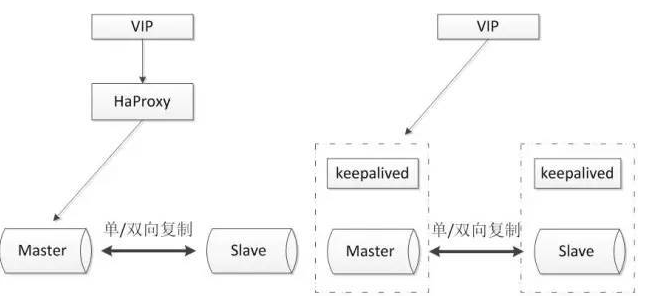 VIP
HaProxy
Master
单/双向复制
Slave
VIP
keepalived
keepalived
Master
单/双向复制
Slave